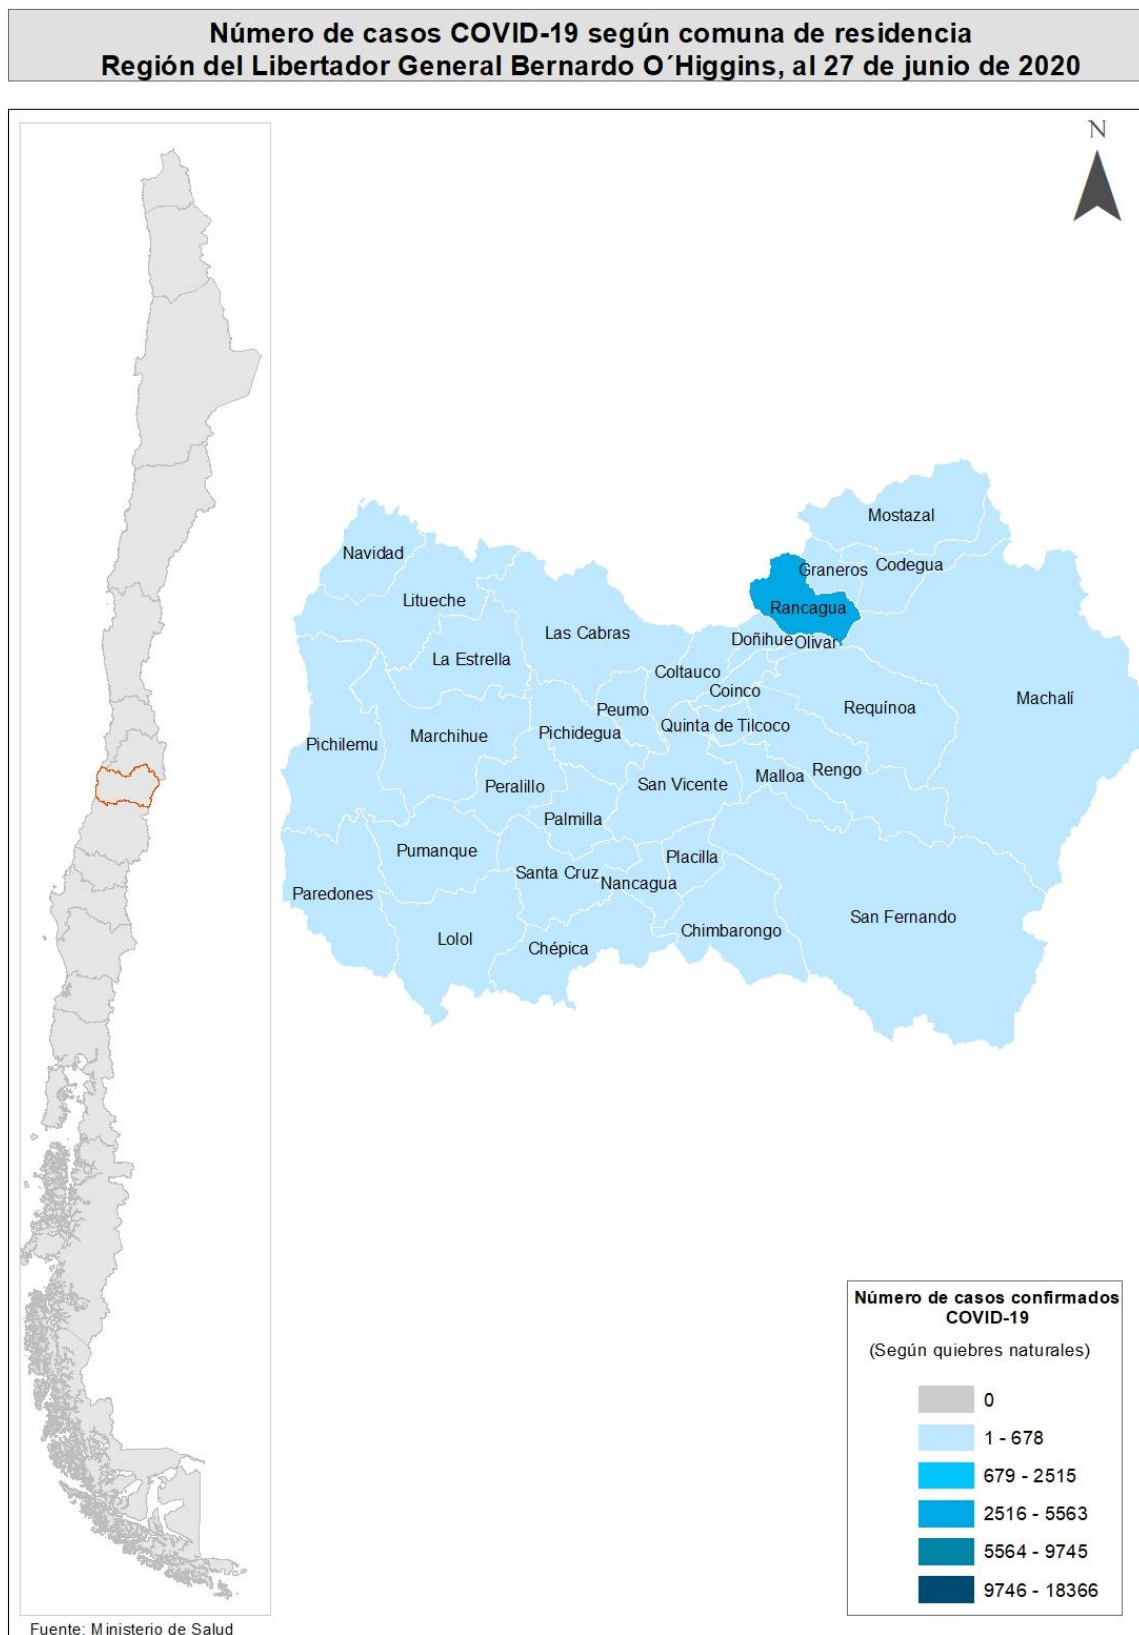 Número de casos COVID-19 según comuna de residencia
Región del Libertador General Bernardo O´Higgins, al 27 de junio de 2020
N
Mostazal
Navidad
Graneros
Codegua
Litueche
Rancagua
Las Cabras
Doñihue
Olivar
La Estrella
Coltauco
Coinco
Machalí
Peumo
Requínoa
Quinta de Tilcoco
Marchihue
Pichidegua
Pichilemu
Rengo
Malloa
Peralillo
San Vicente
Palmilla
Pumanque
Placilla
Santa Cruz
Nancagua
Paredones
San Fernando
Chimbarongo
Lolol
Chépica
Número de casos confirmados
COVID-19
(Según quiebres naturales)
0
1 - 678
679 - 2515
2516 - 5563
5564 - 9745
9746 - 18366
Fuente: Ministerio de Salud